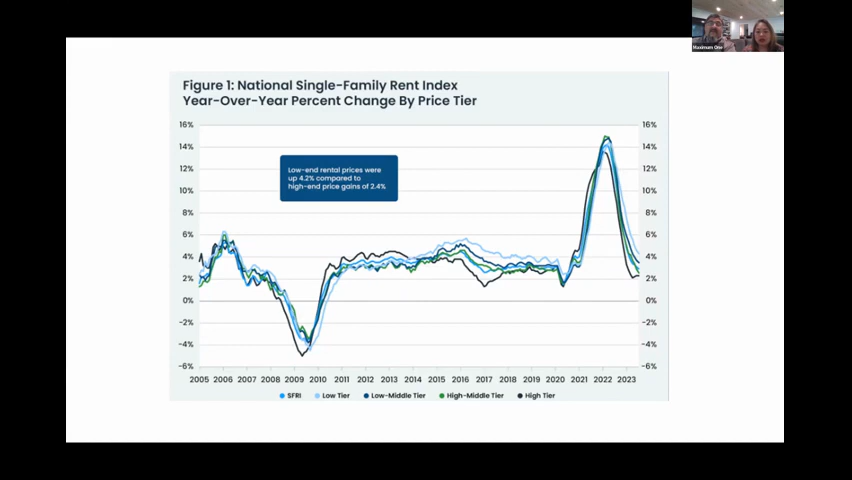 Maximum One
Figure 1: National Single-Family Rent Index
Year-Over-Year Percent Change By Price Tier
16% 16%
14% 14%
12% 12%
10% 10%
8% 8%
6% 6%
4% 4%
2% 2%
0% 0%
-2% -2%
-4% -4%
-6% -6%
Low-end rental prices were
up 4.2% compared to
high-end price gains of 2.4%
2005 2006 2007 2008 2009 2010 2011 2012 2013 2014 2015 2016 2017 2018 2019 2020 2021 2022 2023
SFRI Low Tier Low-Middle Tier High-Middle Tier High Tier